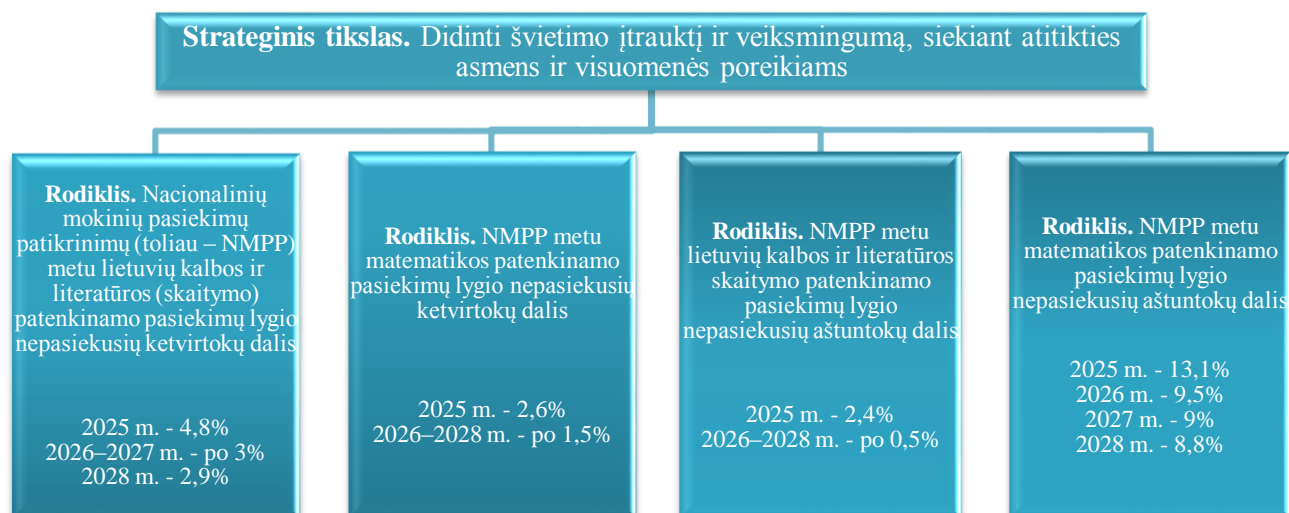 Strateginis tikslas. Didinti švietimo įtrauktį ir veiksmingumą, siekiant atitikties
asmens ir visuomenės poreikiams
Rodiklis. Nacionalinių
mokinių pasiekimų
patikrinimų (toliau – NMPP)
metu lietuvių kalbos ir
literatūros (skaitymo)
patenkinamo pasiekimų lygio
nepasiekusių ketvirtokų dalis
2025 m. - 4,8%
2026–2027 m. - po 3%
2028 m. - 2,9%
Rodiklis. NMPP metu
matematikos patenkinamo
pasiekimų lygio nepasiekusių
ketvirtokų dalis
2025 m. - 2,6%
2026–2028 m. - po 1,5%
Rodiklis. NMPP metu
lietuvių kalbos ir literatūros
skaitymo patenkinamo
pasiekimų lygio
nepasiekusių aštuntokų dalis
2025 m. - 2,4%
2026–2028 m. - po 0,5%
Rodiklis. NMPP metu
matematikos patenkinamo
pasiekimų lygio
nepasiekusių aštuntokų dalis
2025 m. - 13,1%
2026 m. - 9,5%
2027 m. - 9%
2028 m. - 8,8%